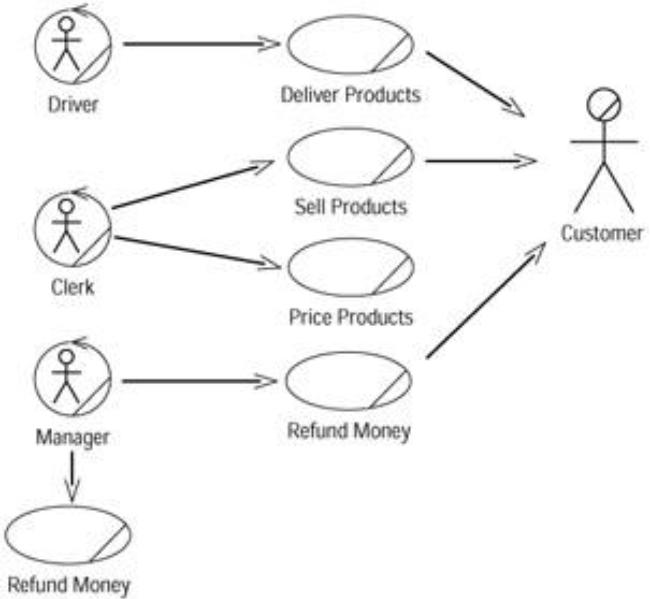 Driver
Deliver Products
Sell Products
Customer
Clerk
Price Products
Manager
Refund Money
Refund Money